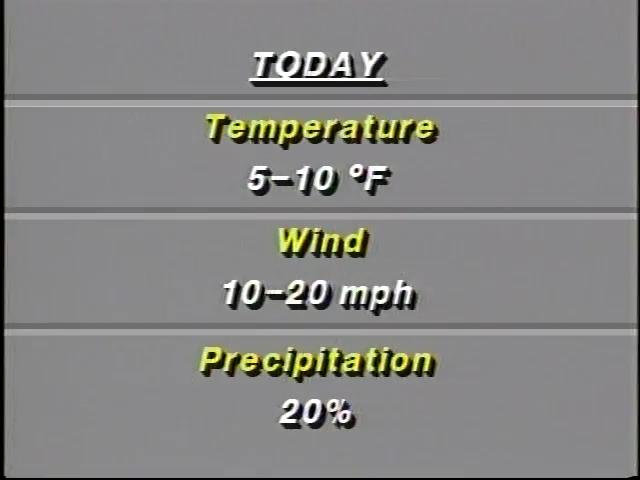 TODAY
Temperature
5-10 °F
Wind
10-20 mph
Precipitation
20%